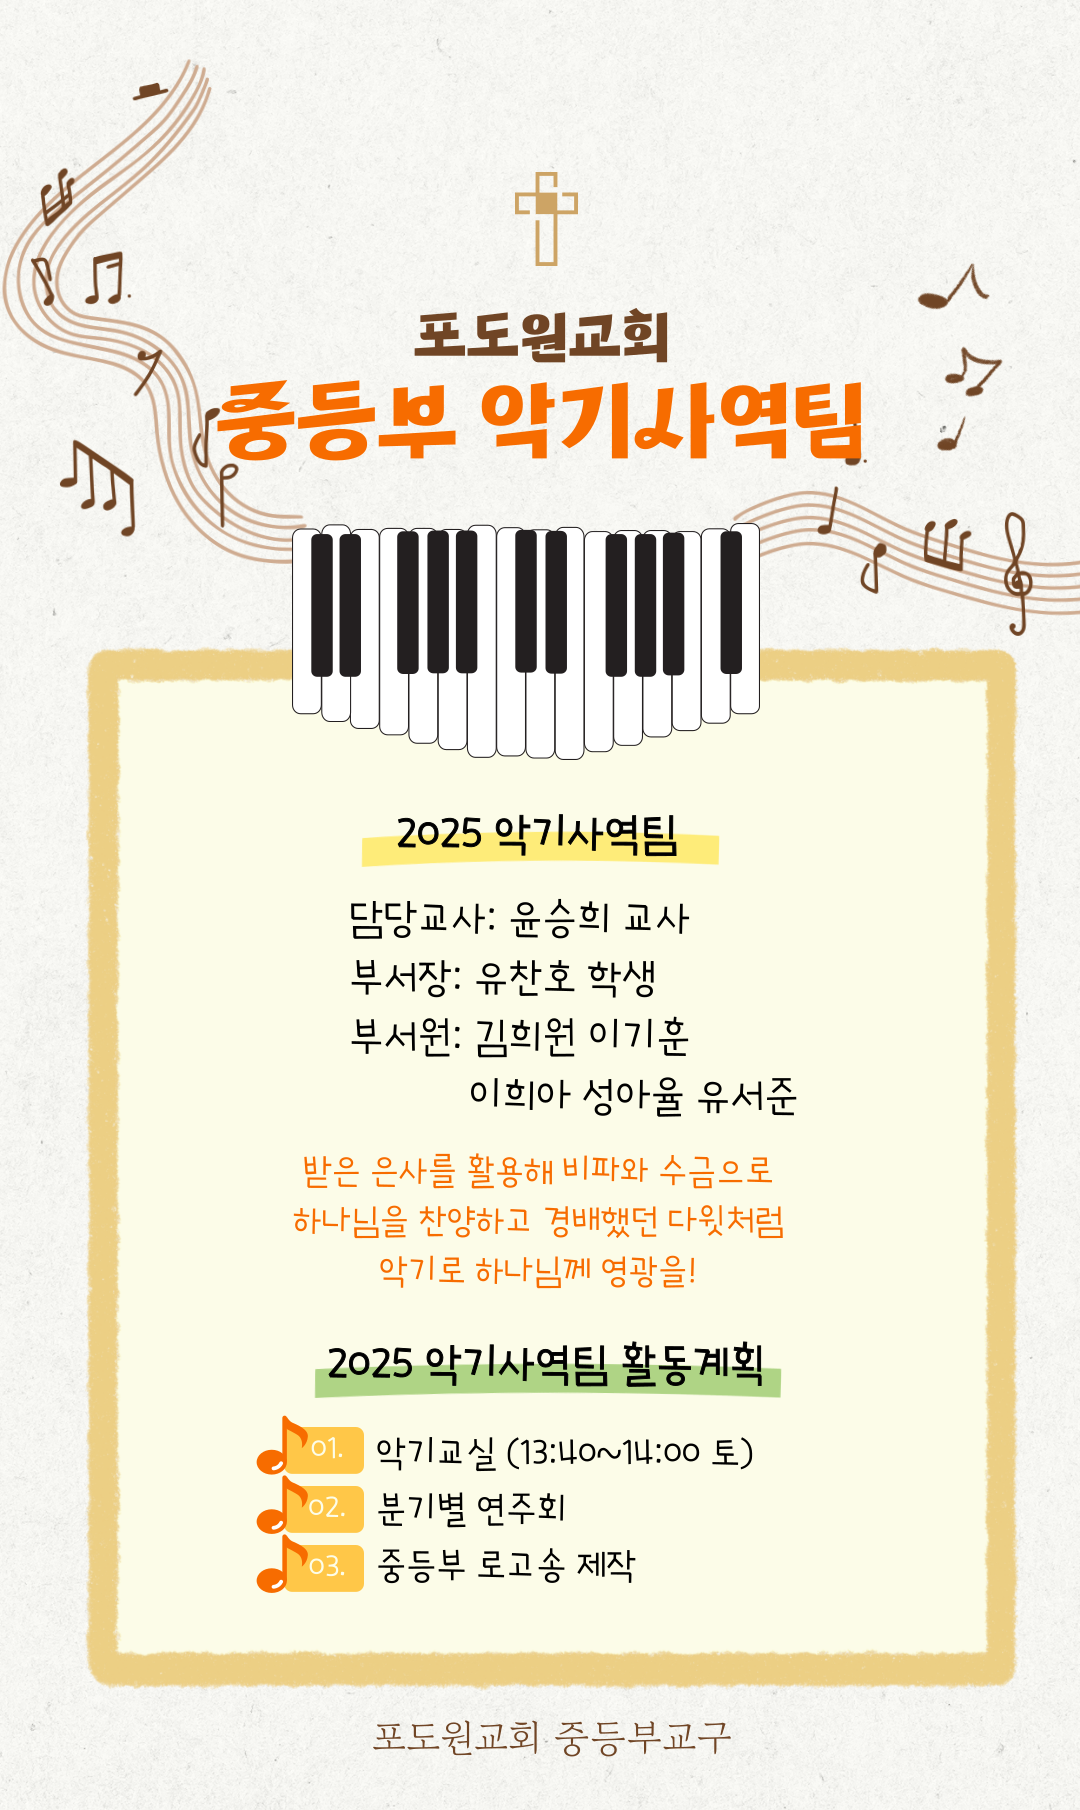 포도원교회
중등부 악기사역팀
2025 악기사역팀
담당교사: 윤승희 교사
부서장: 유찬호 학생
부서원: 김희원 이기훈
이희아 성아율 유서준
받은 은사를 활용해 비파와 수금으로
하나님을 찬양하고 경배했던 다윗처럼
악기로 하나님께 영광을!
2025 악기사역팀 활동계획
01. 악기교실 (13:40~14:00 토)
02. 분기별 연주회
03. 중등부 로고송 제작
포도원교회 중등부교구